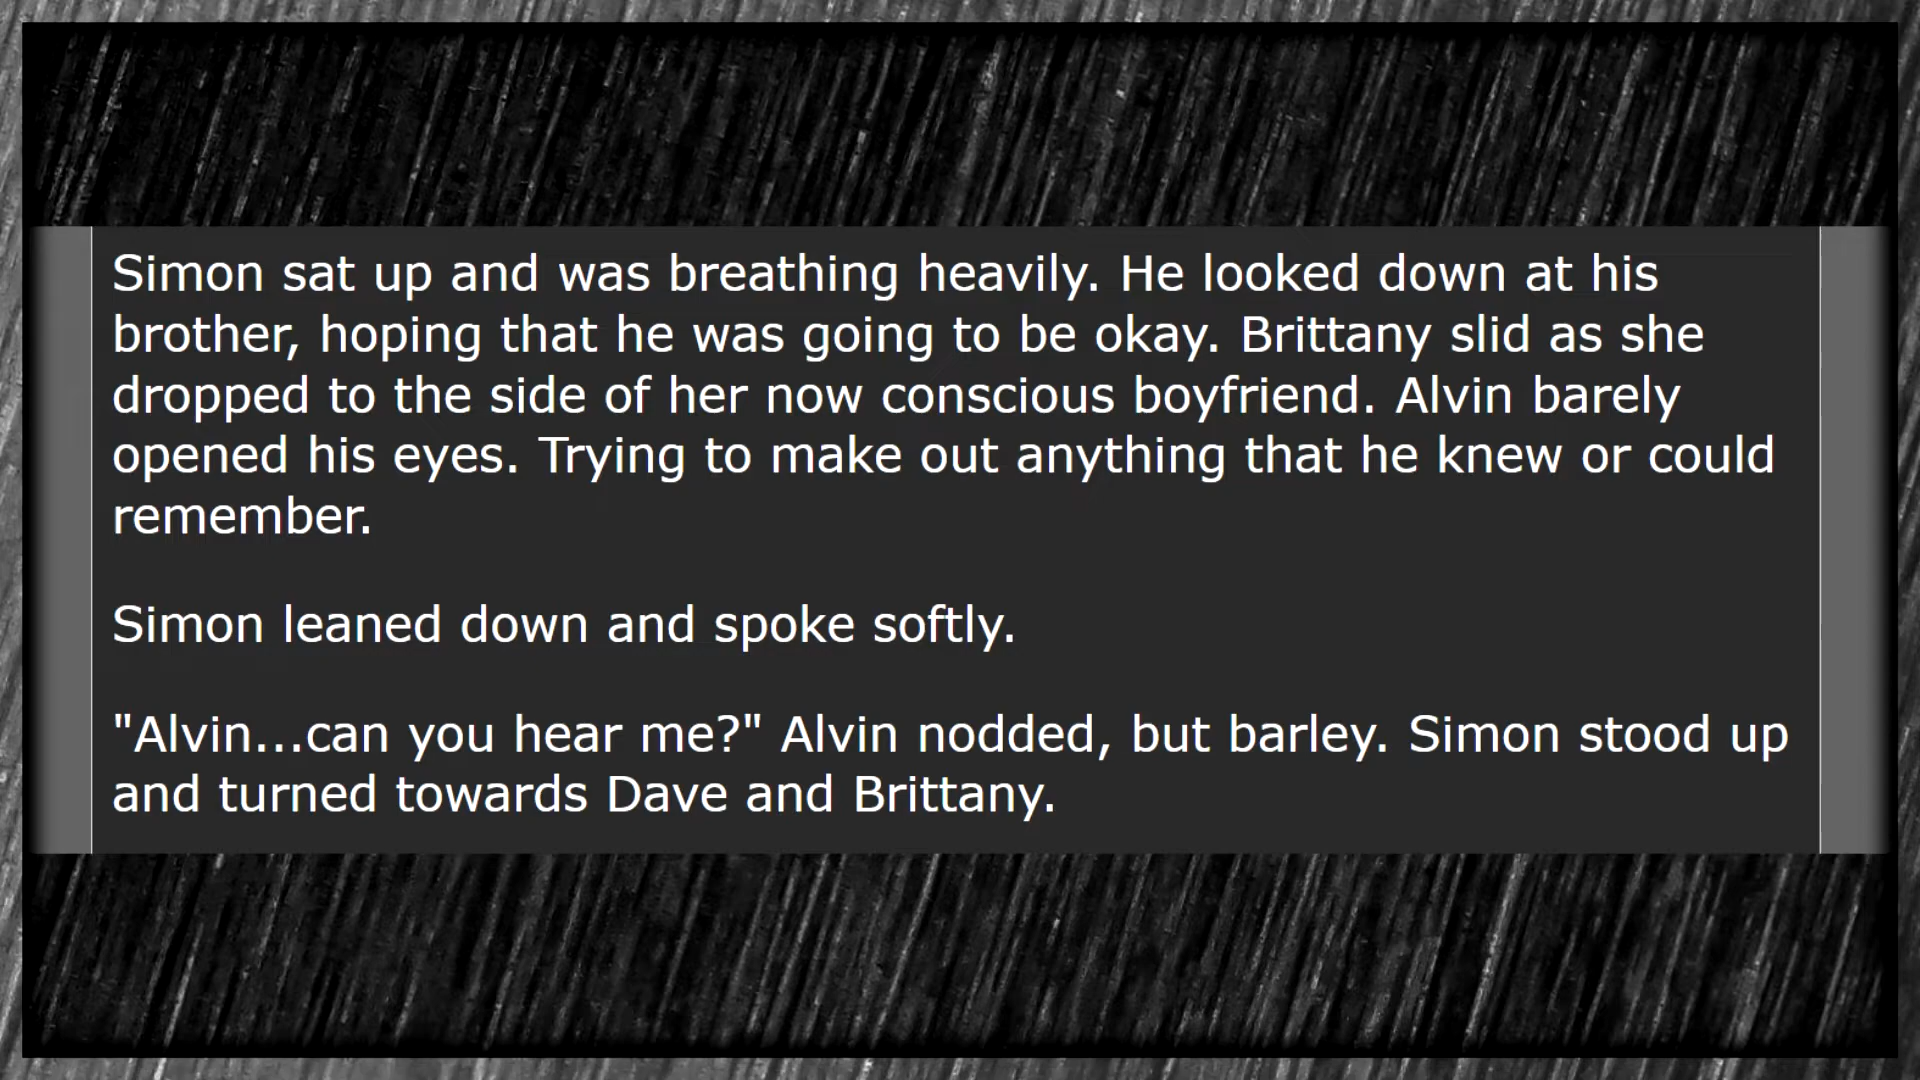 Simon sat up and was breathing heavily. He looked down at his
brother, hoping that he was going to be okay. Brittany slid as she
dropped to the side of her now conscious boyfriend. Alvin barely
opened his eyes. Trying to make out anything that he knew or could
remember.
Simon leaned down and spoke softly.
"Alvin...can you hear me?" Alvin nodded, but barley. Simon stood up
and turned towards Dave and Brittany.